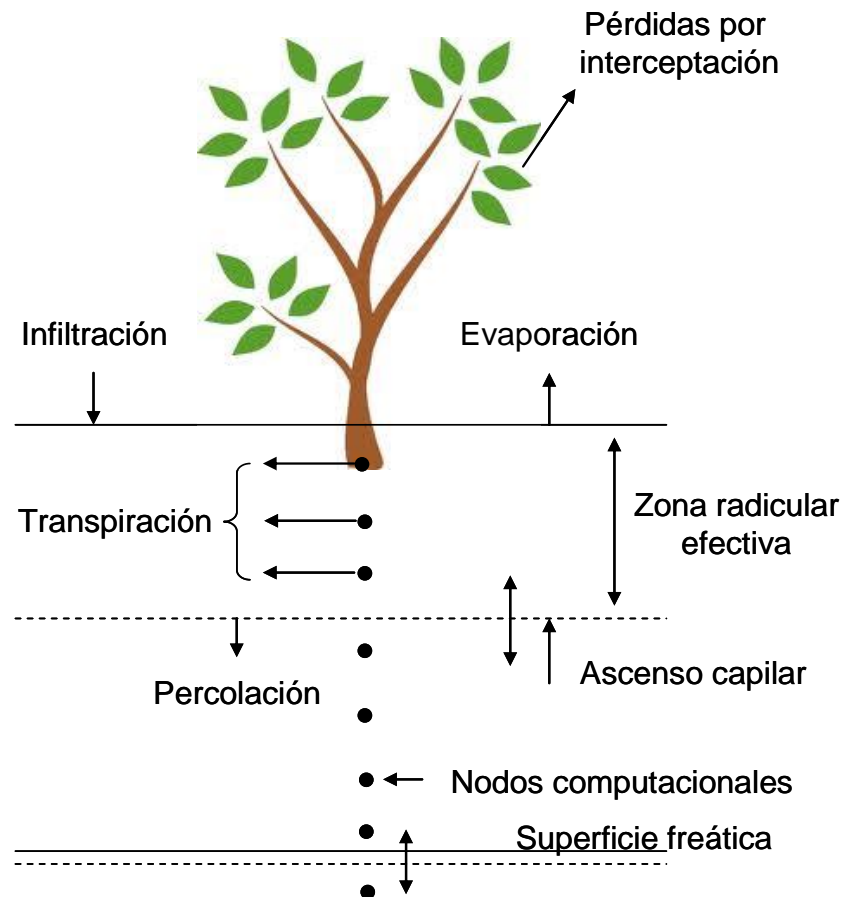 Pérdidas por
interceptación
Infiltración
Evaporación
Transpiración
Zona radicular
efectiva
Percolación
Ascenso capilar
Nodos computacionales
Superficie freática